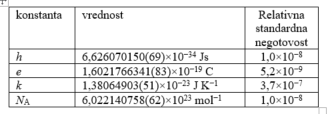 konstanta vrednost Relativna
standardna
negotovost
h 6,626070150(69)×10⁻³⁴ Js 1,0×10⁻⁸
e 1,6021766341(83)×10⁻¹⁹ C 5,2×10⁻⁹
k 1,38064903(51)×10⁻²³ J K⁻¹ 3,7×10⁻⁷
N_A 6,022140758(62)×10²³ mol⁻¹ 1,0×10⁻⁸